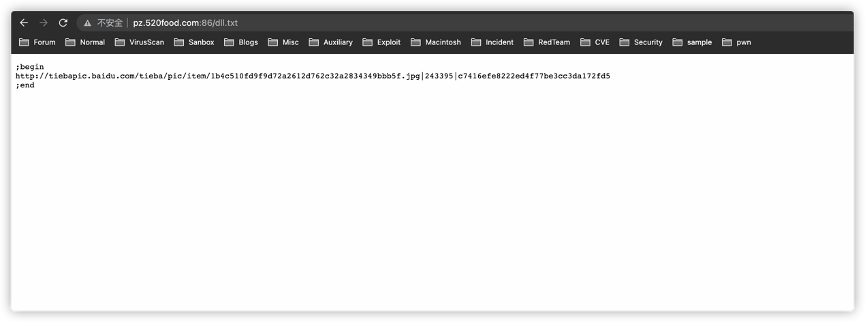 不安全 | pz.520food.com:86/dll.txt
Forum Normal VirusScan Sanbox Blogs Misc Auxiliary Exploit Macintosh Incident RedTeam CVE Security sample pwn
;begin
http://tiebapic.baidu.com/tieba/pic/item/1b4c510fd9f9d72a2612d762c32a2834349bbb5f.jpg|243395|c7416efe8222ed4f77be3cc3da172fd5
;end